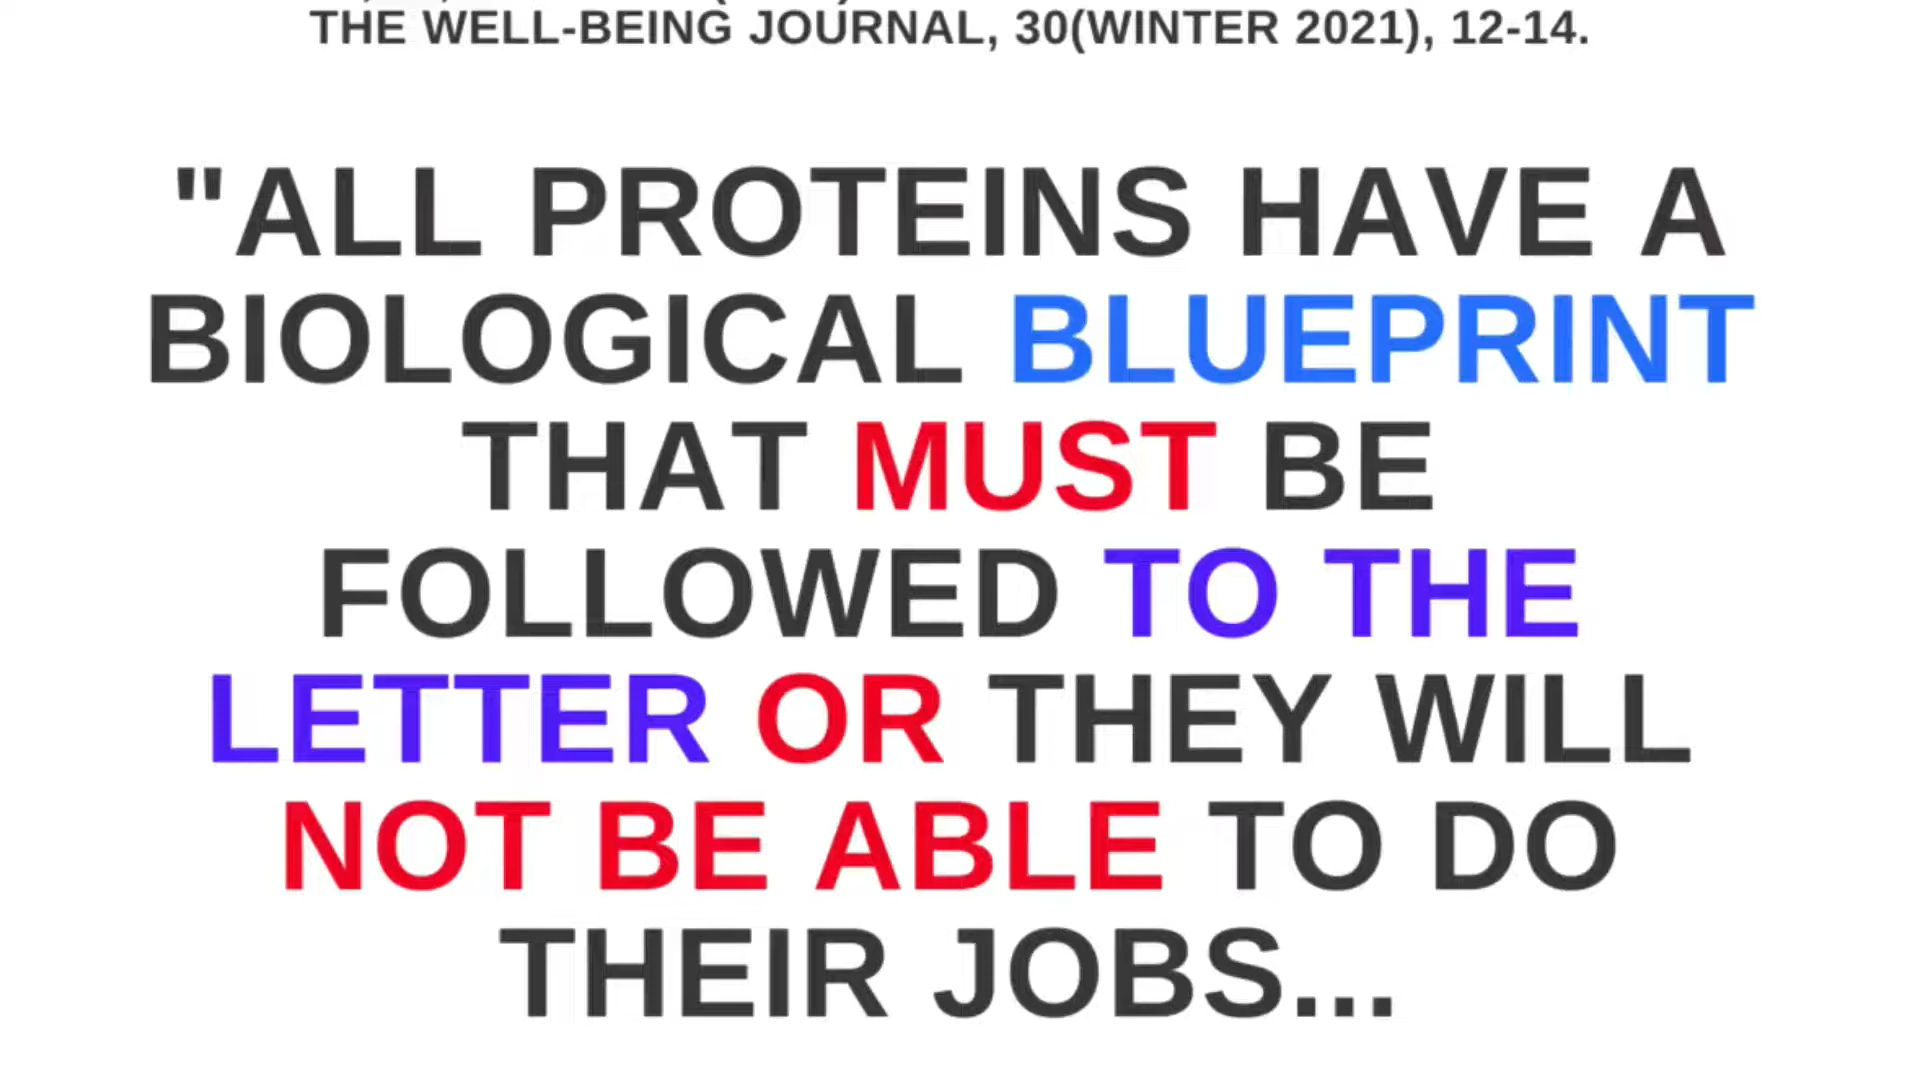 THE WELL-BEING JOURNAL, 30(WINTER 2021), 12-14.
"ALL PROTEINS HAVE A
BIOLOGICAL BLUEPRINT
THAT MUST BE
FOLLOWED TO THE
LETTER OR THEY WILL
NOT BE ABLE TO DO
THEIR JOBS...